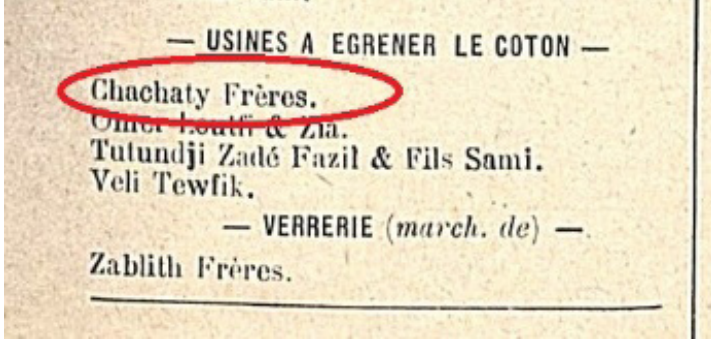 — USINES A EGRENER LE COTON —
Chachaty Frères.
Omer Loutfi & Zia.
Tutundji Zadé Fazil & Fils Sami.
Veli Tewfik.
— VERRERIE (march. de) —
Zablith Frères.